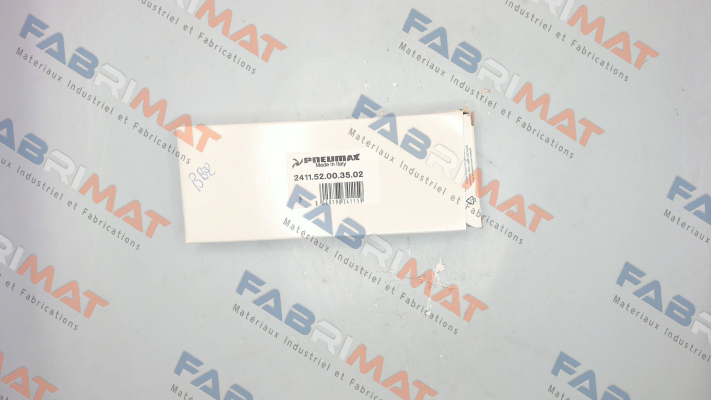 PNEUMAX
Made in Italy
2411.52.00.35.02
FABRIMAT
Matériaux Industriel et Fabrications